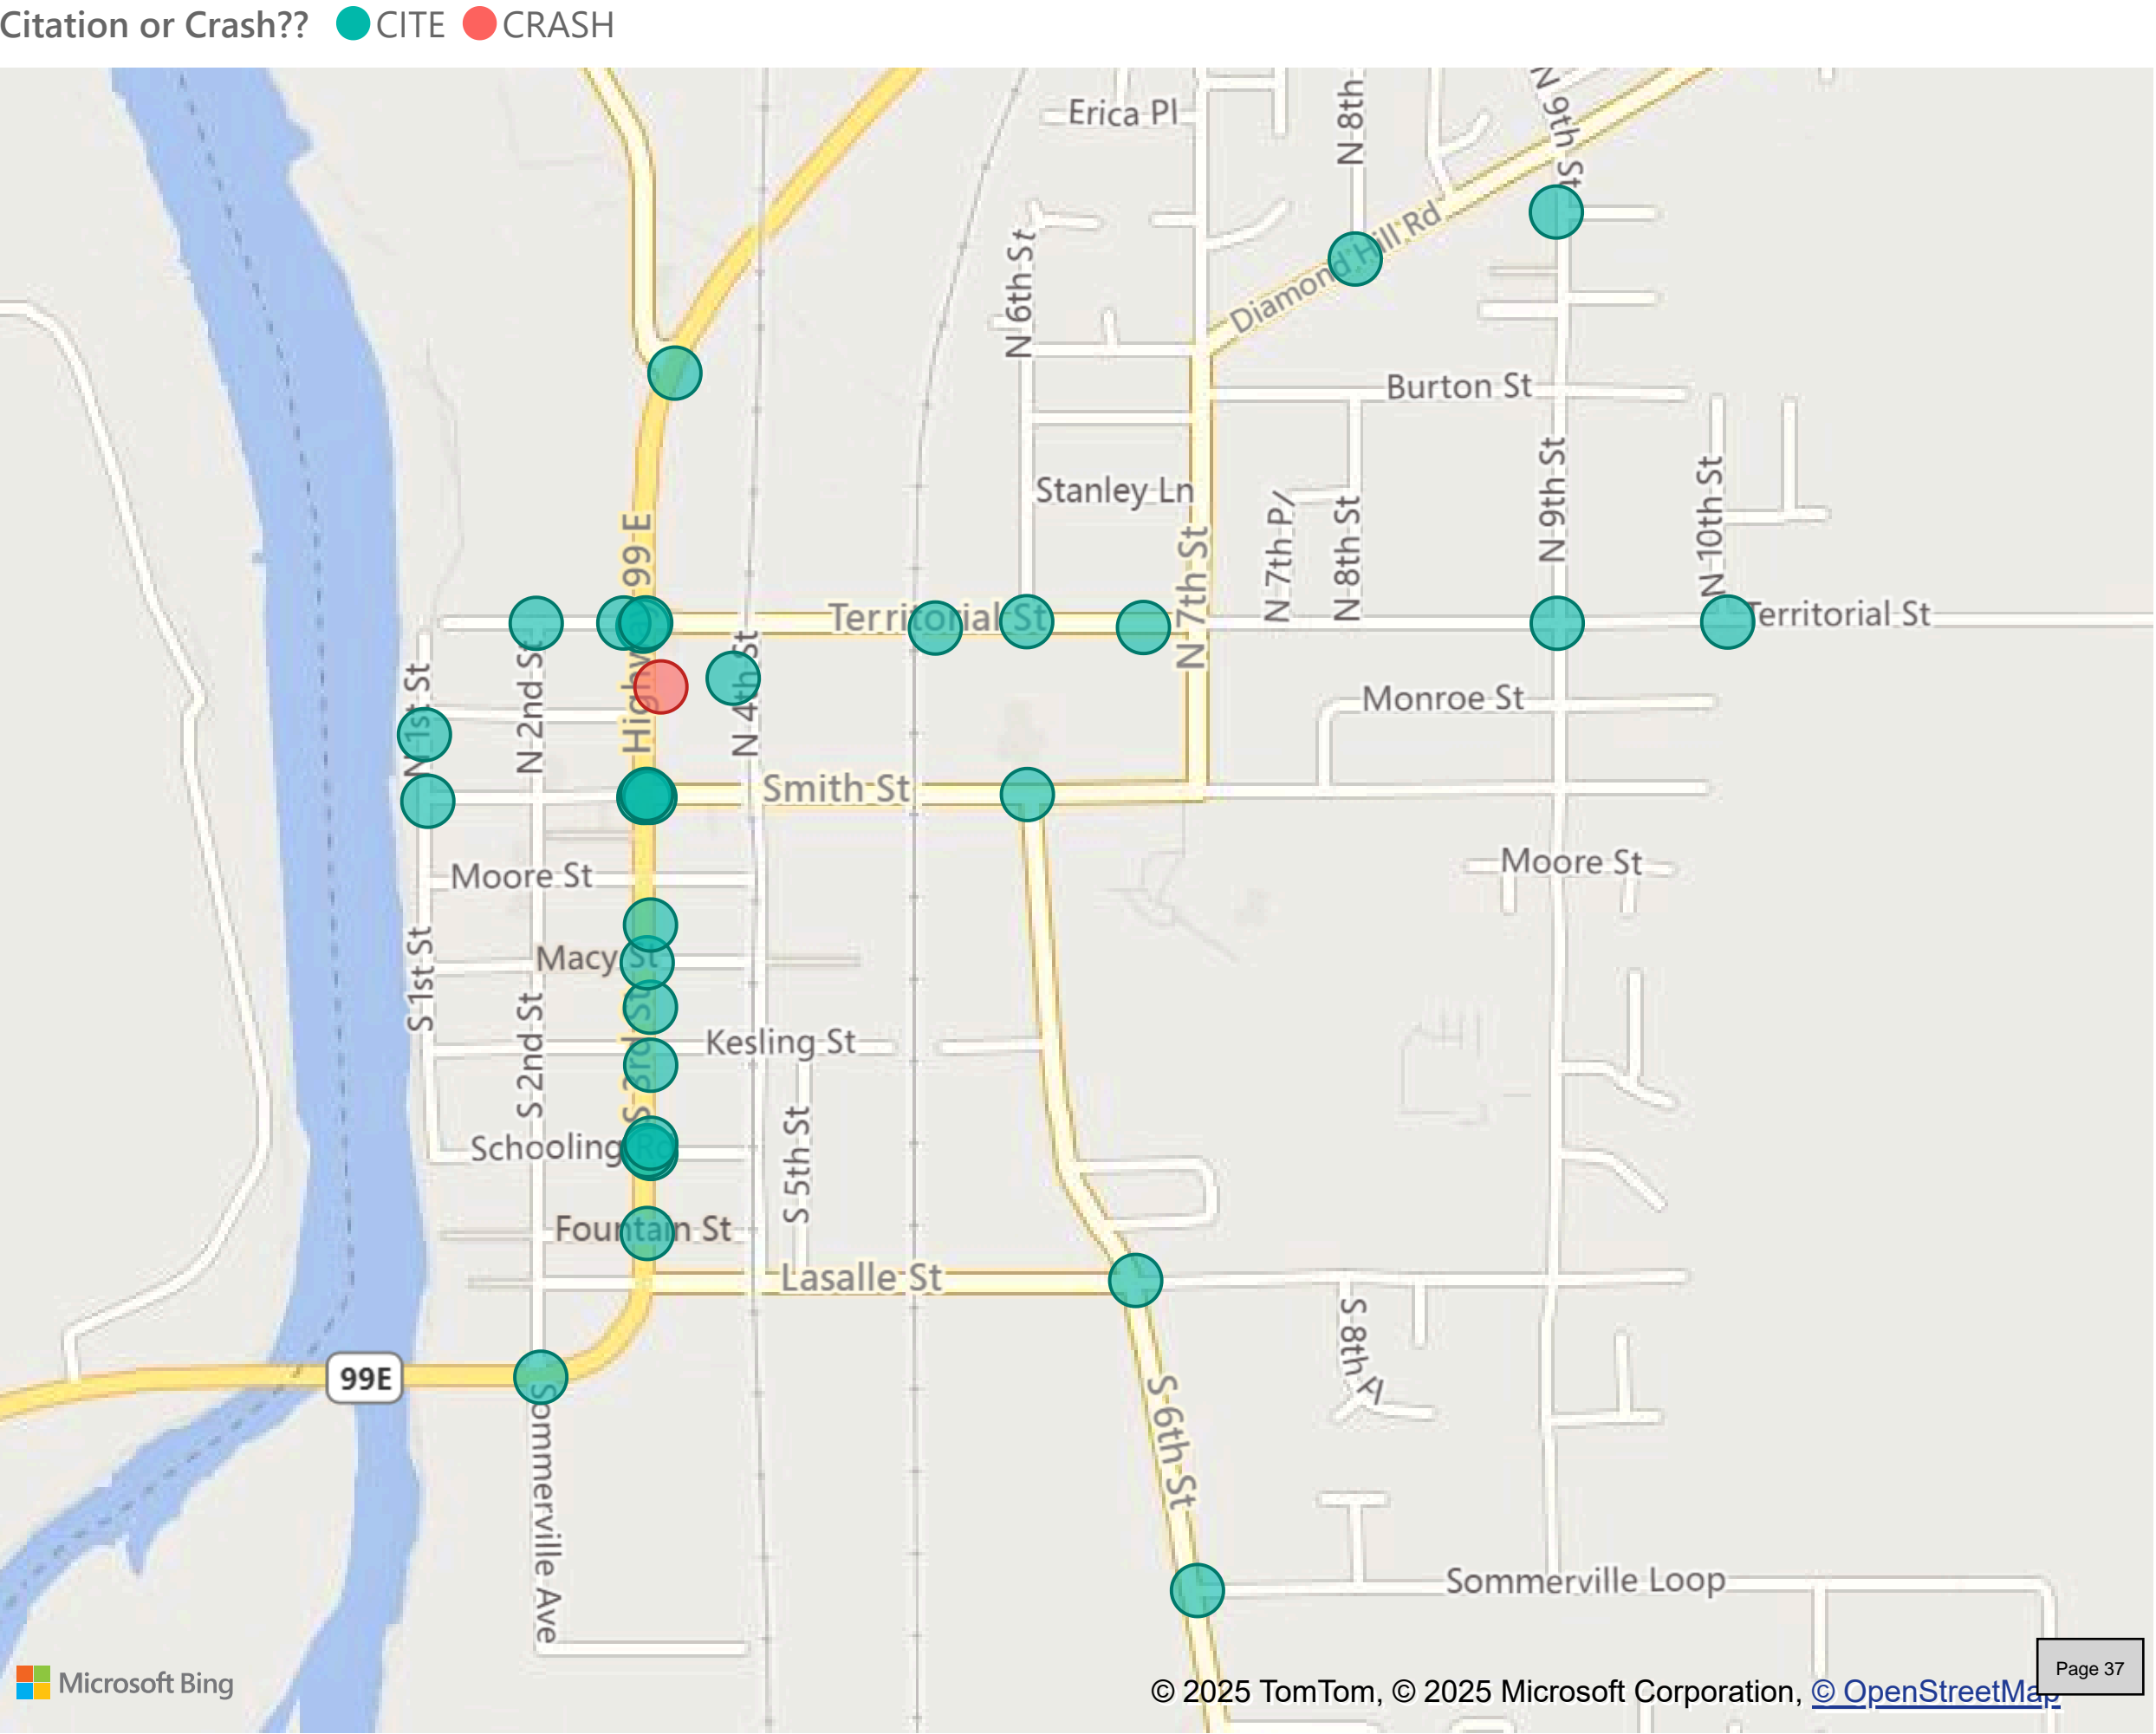 Citation or Crash?? CITE CRASH
Erica Pl
N 8th
N 9th St
N 6th St
Diamond Hill Rd
Burton St
Stanley Ln
Highway 99 E
N 7th St
N 7th Pl
N 8th St
N 9th St
N 10th St
Territorial St
Territorial St
N 1st St
N 2nd St
N 4th St
Monroe St
Smith St
Moore St
Moore St
Macy St
S 1st St
S 2nd St
S 3rd St
Kesling St
Schooling Rd
S 5th St
Fountain St
Lasalle St
S 8th Pl
99E
Sommerville Ave
S 6th St
Sommerville Loop
Page 37
Microsoft Bing
© 2025 TomTom, © 2025 Microsoft Corporation, © OpenStreetMap